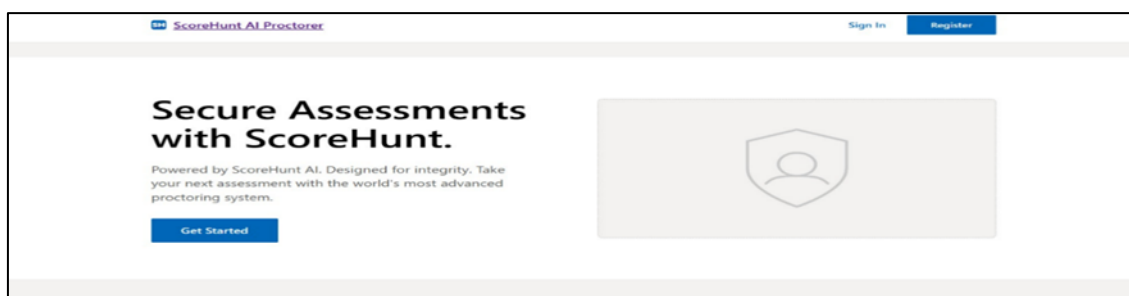 SH ScoreHunt AI Proctorer
Sign In
Register
Secure Assessments
with ScoreHunt.
Powered by ScoreHunt AI. Designed for integrity. Take
your next assessment with the world's most advanced
proctoring system.
Get Started